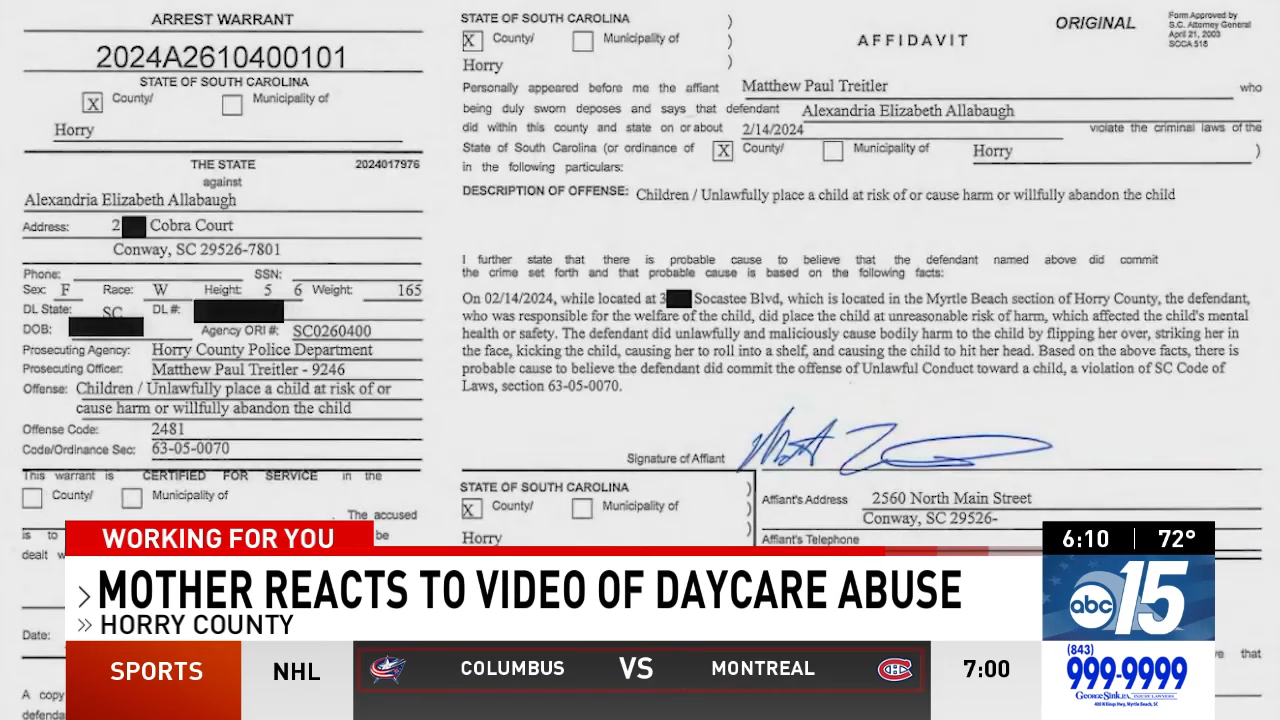 ARREST WARRANT
2024A2610400101
STATE OF SOUTH CAROLINA
X County/ Municipality of
Horry
THE STATE 2024017976
against
Alexandria Elizabeth Allabaugh
Address: 2 Cobra Court
Conway, SC 29526-7801
Phone: SSN:
Sex: F Race: W Height: 5 6 Weight: 165
DL State: SC DL #:
DOB: Agency ORI #: SC0260400
Prosecuting Agency: Horry County Police Department
Prosecuting Officer: Matthew Paul Treitler - 9246
Offense: Children / Unlawfully place a child at risk of or
cause harm or willfully abandon the child
Offense Code: 2481
Code/Ordinance Sec: 63-05-0070
This warrant is CERTIFIED FOR SERVICE in the
County/ Municipality of
The accused
is to be
dealt w
Date:
A copy
defenda
STATE OF SOUTH CAROLINA )
X County/ Municipality of )
Horry )
AFFIDAVIT
ORIGINAL
Form Approved by
S.C. Attorney General
April 21, 2003
SCCA 518
Personally appeared before me the affiant Matthew Paul Treitler who
being duly sworn deposes and says that defendant Alexandria Elizabeth Allabaugh
did within this county and state on or about 2/14/2024 violate the criminal laws of the
State of South Carolina (or ordinance of X County/ Municipality of Horry )
in the following particulars:
DESCRIPTION OF OFFENSE: Children / Unlawfully place a child at risk of or cause harm or willfully abandon the child
I further state that there is probable cause to believe that the defendant named above did commit
the crime set forth and that probable cause is based on the following facts:
On 02/14/2024, while located at 3 Socastee Blvd, which is located in the Myrtle Beach section of Horry County, the defendant,
who was responsible for the welfare of the child, did place the child at unreasonable risk of harm, which affected the child's mental
health or safety. The defendant did unlawfully and maliciously cause bodily harm to the child by flipping her over, striking her in
the face, kicking the child, causing her to roll into a shelf, and causing the child to hit her head. Based on the above facts, there is
probable cause to believe the defendant did commit the offense of Unlawful Conduct toward a child, a violation of SC Code of
Laws, section 63-05-0070.
Signature of Affiant
STATE OF SOUTH CAROLINA )
X County/ Municipality of )
Horry )
Affiant's Address 2560 North Main Street
Conway, SC 29526-
Affiant's Telephone
that
WORKING FOR YOU
MOTHER REACTS TO VIDEO OF DAYCARE ABUSE
HORRY COUNTY
6:10 72°
abc 15
SPORTS NHL COLUMBUS VS MONTREAL 7:00
(843)
999-9999
George Sink, P.A. INJURY LAWYERS